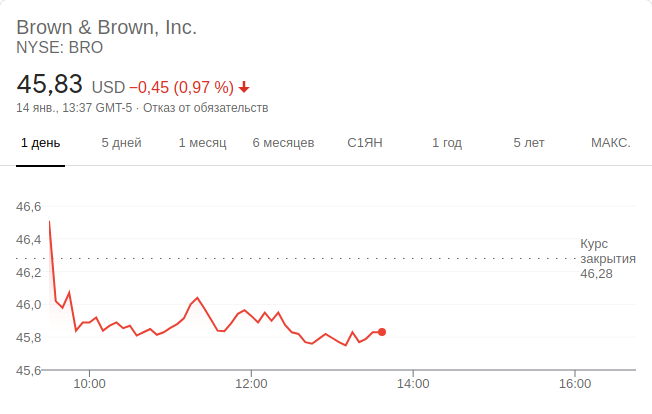 Brown & Brown, Inc.
NYSE: BRO
45,83 USD −0,45 (0,97 %)
14 янв., 13:37 GMT-5 · Отказ от обязательств
1 день 5 дней 1 месяц 6 месяцев С1ЯН 1 год 5 лет МАКС.
46,6
46,4
Курс
закрытия
46,28
46,2
46,0
45,8
45,6
10:00 12:00 14:00 16:00